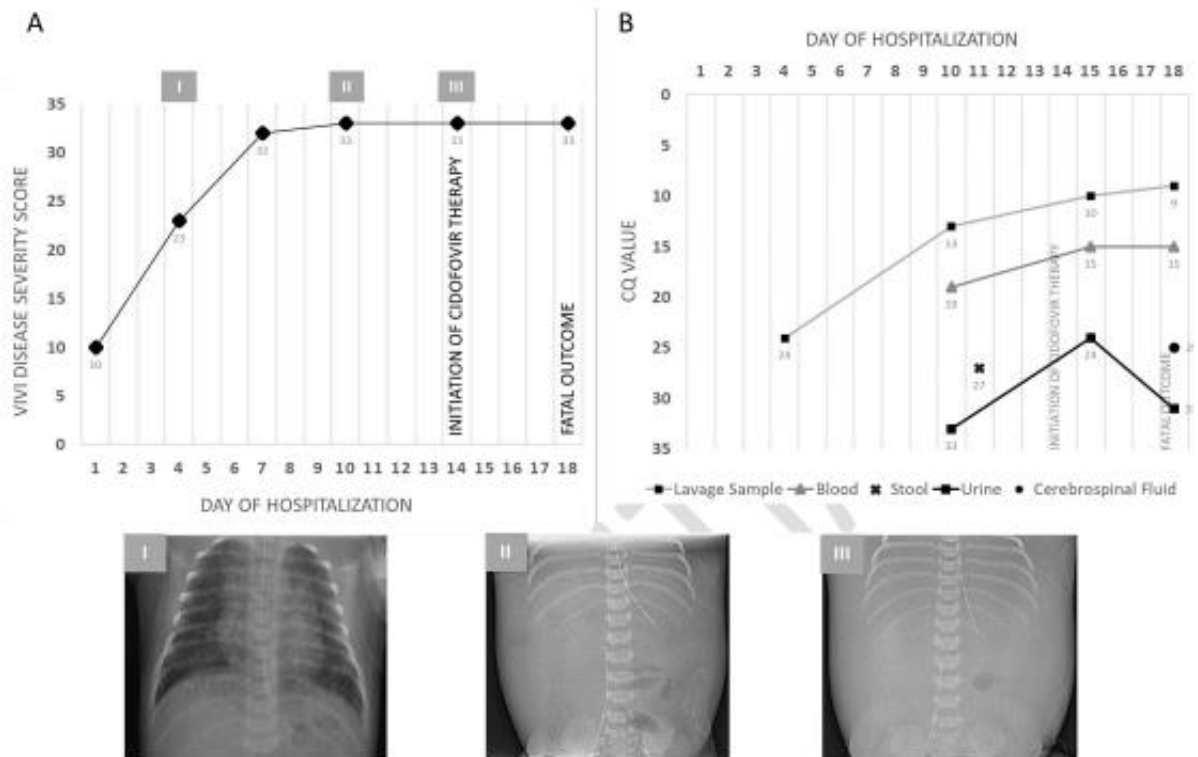 A
I II III
35
30
25
20
15
10
5
0
VIVI DISEASE SEVERITY SCORE
10
23
32
33
33
33
INITIATION OF CIDOFOVIR THERAPY
FATAL OUTCOME
1 2 3 4 5 6 7 8 9 10 11 12 13 14 15 16 17 18
DAY OF HOSPITALIZATION
B
DAY OF HOSPITALIZATION
1 2 3 4 5 6 7 8 9 10 11 12 13 14 15 16 17 18
0
5
10
15
20
25
30
35
CQ VALUE
24
13
10
9
19
15
15
27
33
24
INITIATION OF CIDOFOVIR THERAPY
FATAL OUTCOME
Lavage Sample Blood Stool Urine Cerebrospinal Fluid
I
II
III